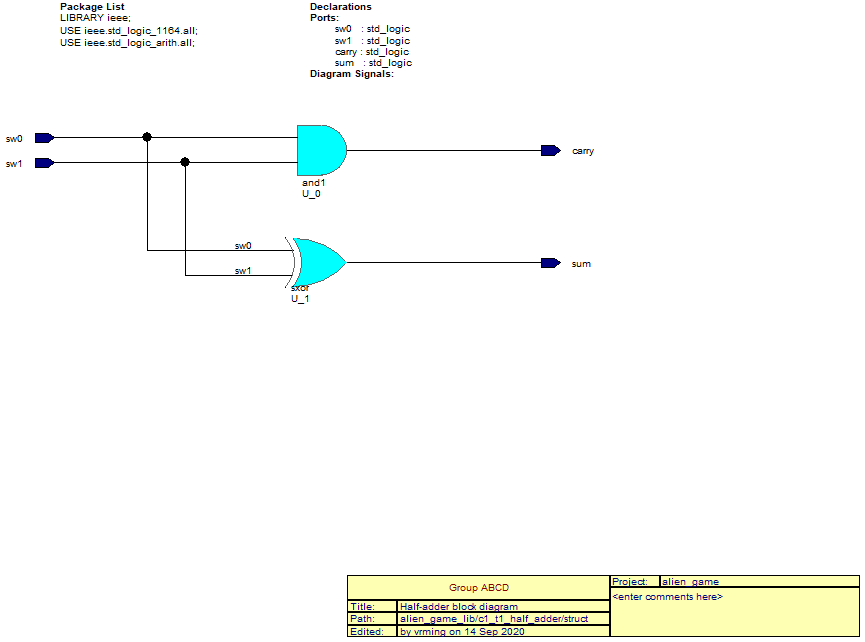 Package List
LIBRARY ieee;
USE ieee.std_logic_1164.all;
USE ieee.std_logic_arith.all;
Declarations
Ports:
sw0 : std_logic
sw1 : std_logic
carry : std_logic
sum : std_logic
Diagram Signals:
sw0
sw1
and1
U_0
carry
sw0
sw1
sxor
U_1
sum
Group ABCD
Title: Half-adder block diagram
Path: alien_game_lib/c1_t1_half_adder/struct
Edited: by vrming on 14 Sep 2020
Project: alien_game
<enter comments here>